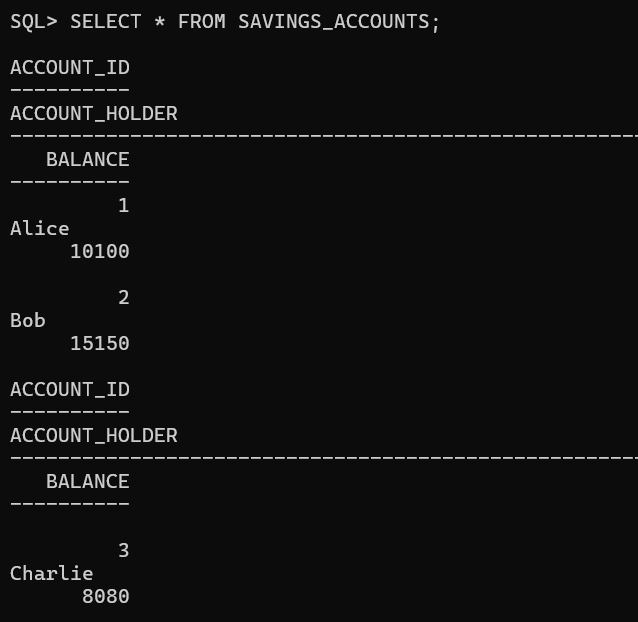 SQL> SELECT * FROM SAVINGS_ACCOUNTS;
ACCOUNT_ID
----------
ACCOUNT_HOLDER
-----------------------------------------------------
   BALANCE
----------
         1
Alice
     10100
         2
Bob
     15150
ACCOUNT_ID
----------
ACCOUNT_HOLDER
-----------------------------------------------------
   BALANCE
----------
         3
Charlie
      8080